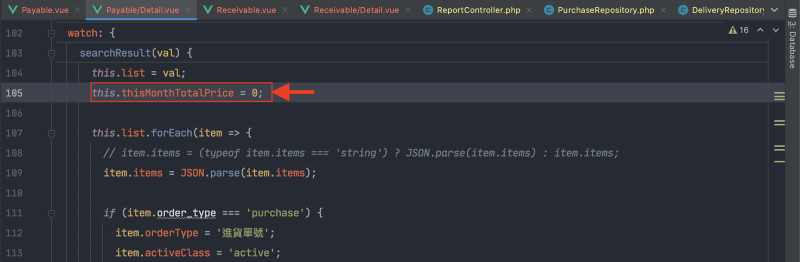 Payable.vue Payable/Detail.vue Receivable.vue Receivable/Detail.vue ReportController.php PurchaseRepository.php DeliveryReposito
102 watch: { 16
103 searchResult(val) {
104 this.list = val;
105 this.thisMonthTotalPrice = 0;
106
107 this.list.forEach(item => {
108 // item.items = (typeof item.items === 'string') ? JSON.parse(item.items) : item.items;
109 item.items = JSON.parse(item.items);
110
111 if (item.order_type === 'purchase') {
112 item.orderType = '進貨單號';
113 item.activeClass = 'active';
3: Database